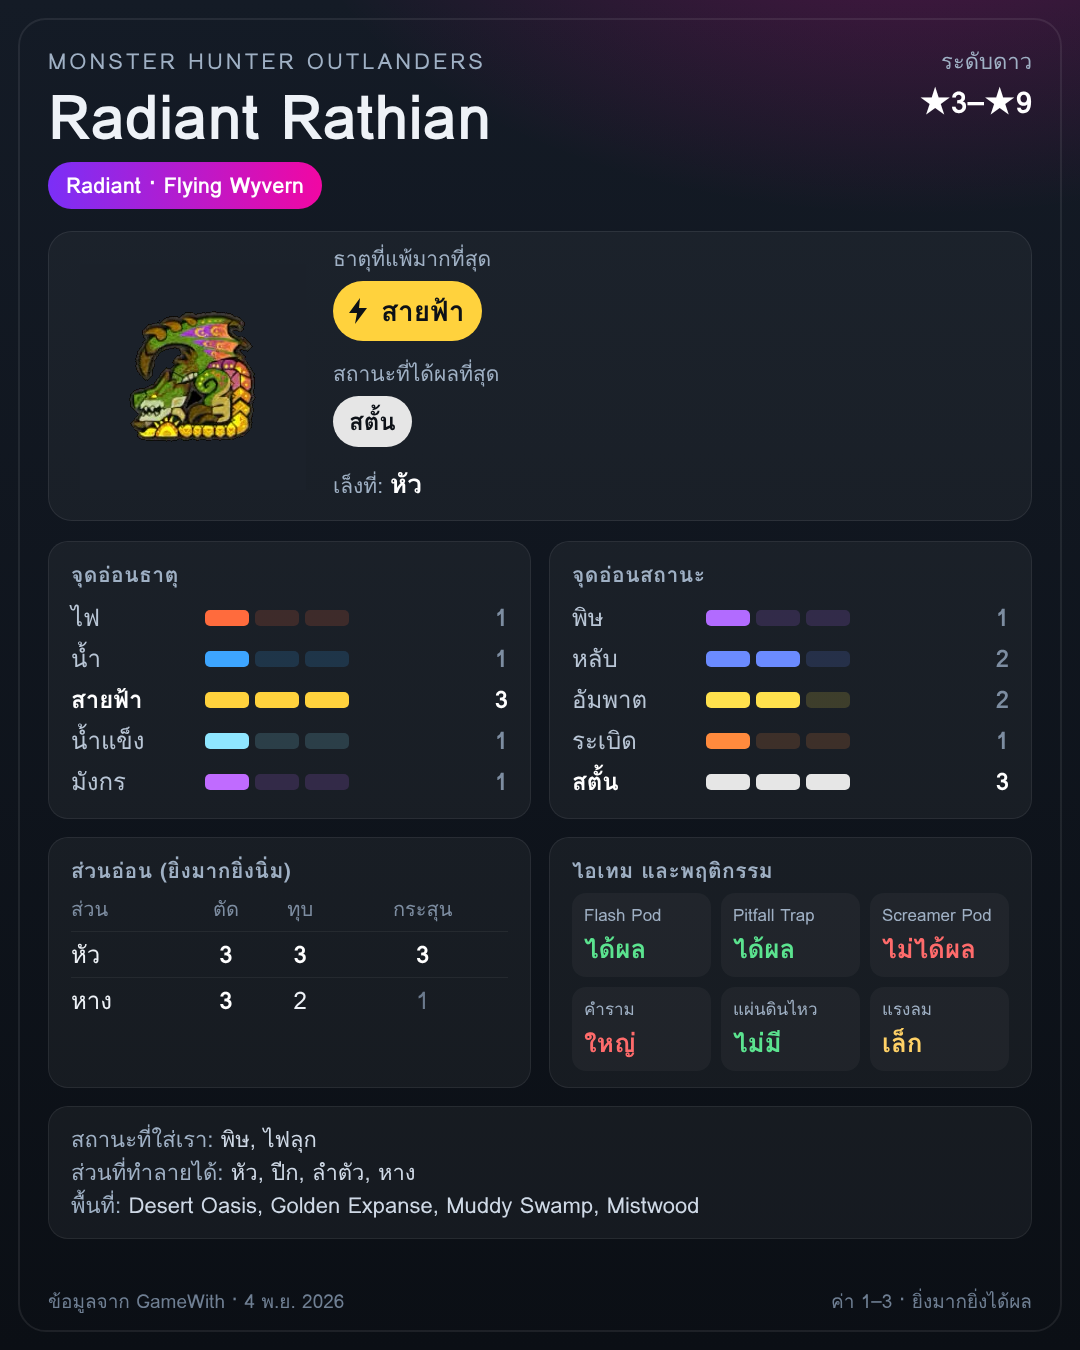 MONSTER HUNTER OUTLANDERS
ระดับดาว
Radiant Rathian
★3–★9
Radiant · Flying Wyvern
ธาตุที่แพ้มากที่สุด
สายฟ้า
สถานะที่ได้ผลที่สุด
สตั้น
เล็งที่: หัว
จุดอ่อนธาตุ
ไฟ 1
น้ำ 1
สายฟ้า 3
น้ำแข็ง 1
มังกร 1
จุดอ่อนสถานะ
พิษ 1
หลับ 2
อัมพาต 2
ระเบิด 1
สตั้น 3
ส่วนอ่อน (ยิ่งมากยิ่งนิ่ม)
ส่วน ตัด ทุบ กระสุน
หัว 3 3 3
หาง 3 2 1
ไอเทม และพฤติกรรม
Flash Pod Pitfall Trap Screamer Pod
ได้ผล ได้ผล ไม่ได้ผล
คำราม แผ่นดินไหว แรงลม
ใหญ่ ไม่มี เล็ก
สถานะที่ใส่เรา: พิษ, ไฟลุก
ส่วนที่ทำลายได้: หัว, ปีก, ลำตัว, หาง
พื้นที่: Desert Oasis, Golden Expanse, Muddy Swamp, Mistwood
ข้อมูลจาก GameWith · 4 พ.ย. 2026
ค่า 1–3 · ยิ่งมากยิ่งได้ผล